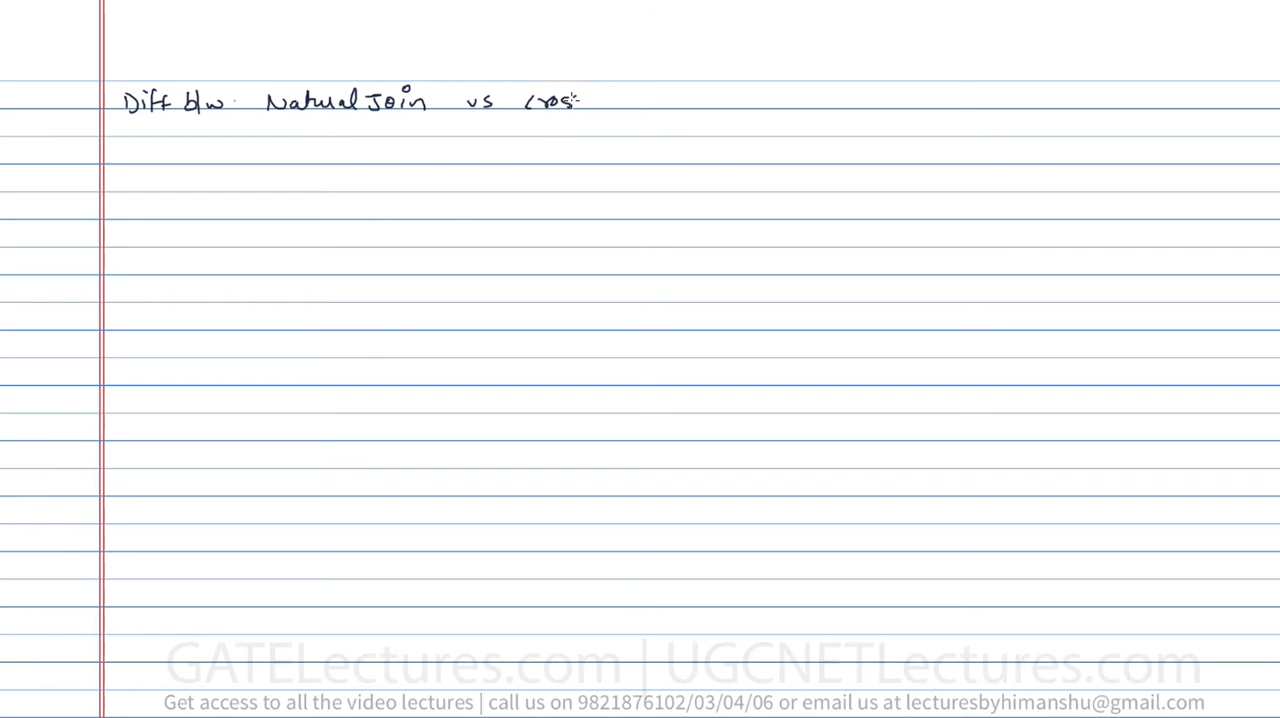 Diff b/w Natural Join vs Cros
GATELectures.com | UGCNETLectures.com
Get access to all the video lectures | call us on 9821876102/03/04/06 or email us at lecturesbyhimanshu@gmail.com